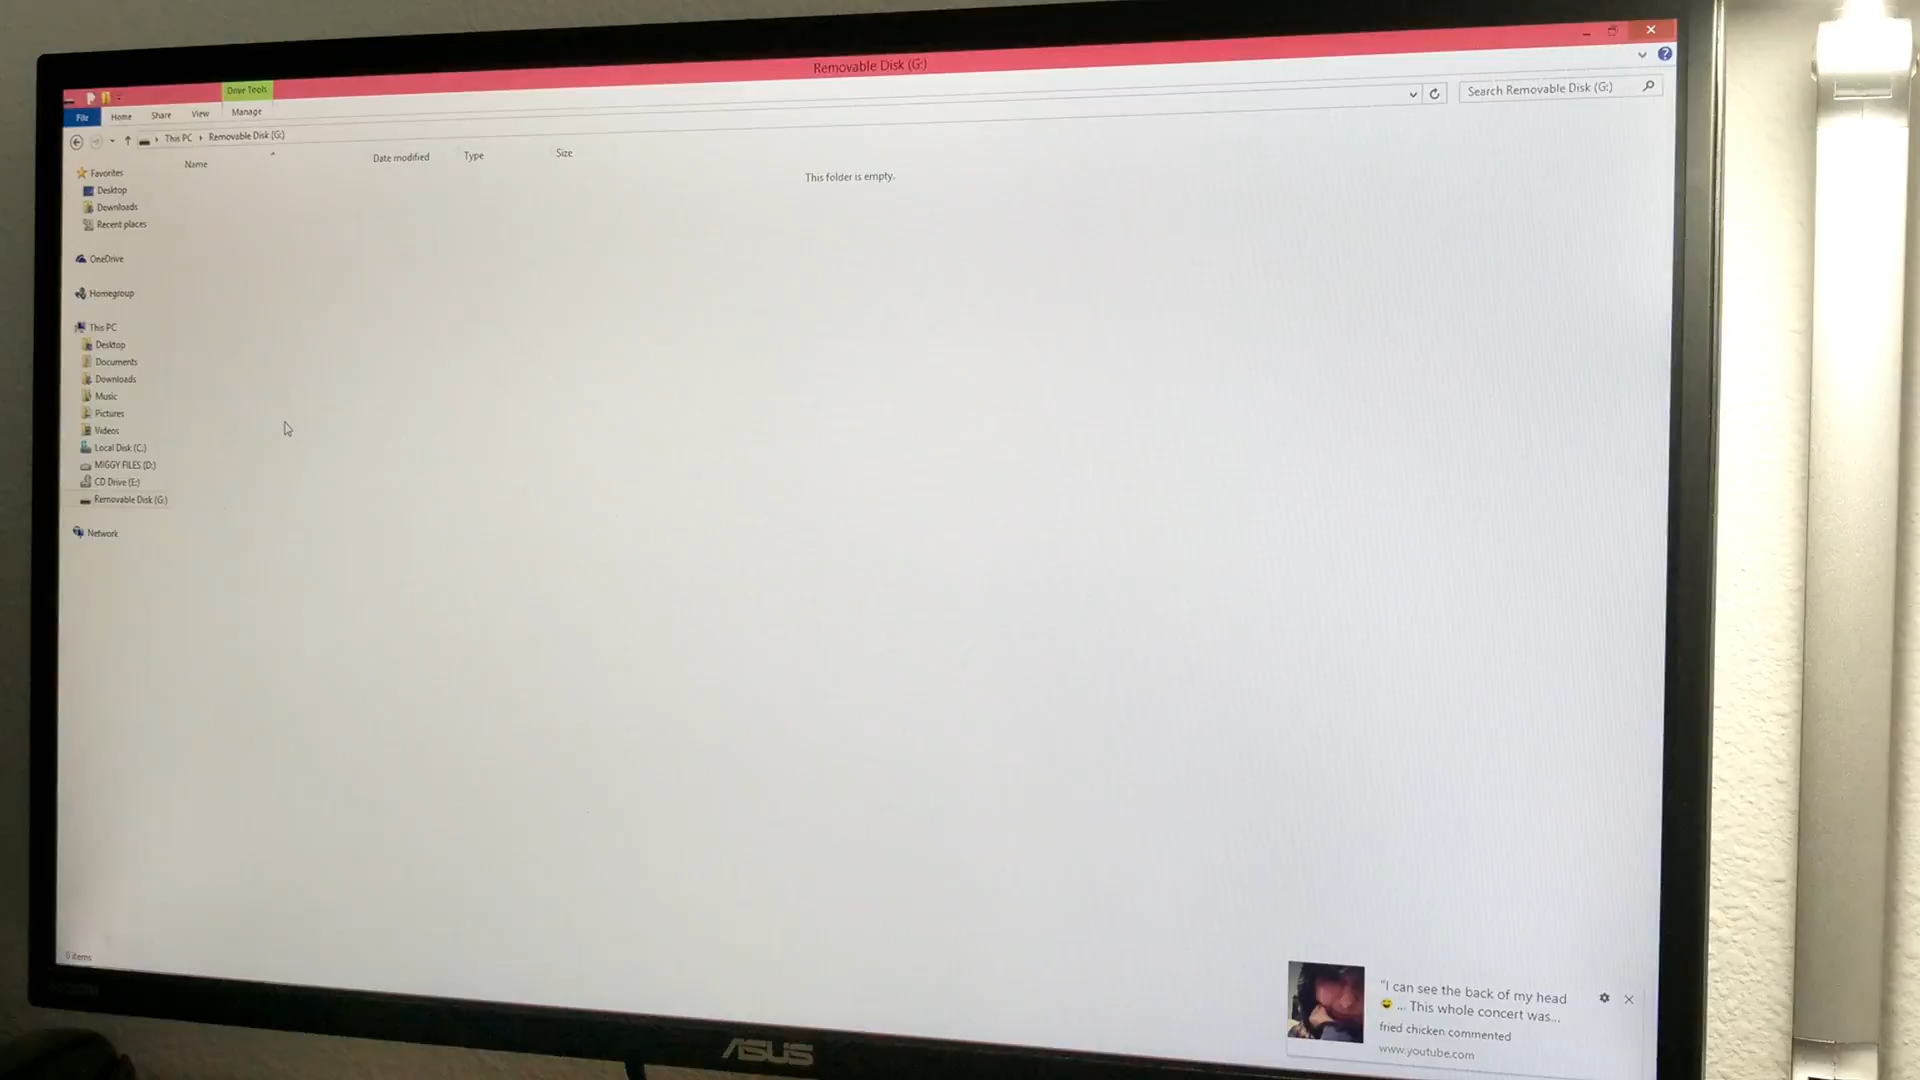 Removable Disk (G:)
Drive Tools
File
Home
Share
View
Manage
This PC
Removable Disk (G:)
Search Removable Disk (G:)
Name
Date modified
Type
Size
This folder is empty.
Favorites
Desktop
Downloads
Recent places
OneDrive
Homegroup
This PC
Desktop
Documents
Downloads
Music
Pictures
Videos
Local Disk (C:)
MIGGY FILES (D:)
CD Drive (E:)
Removable Disk (G:)
Network
0 items
"I can see the back of my head
😄 ... This whole concert was...
fried chicken commented
www.youtube.com
ASUS